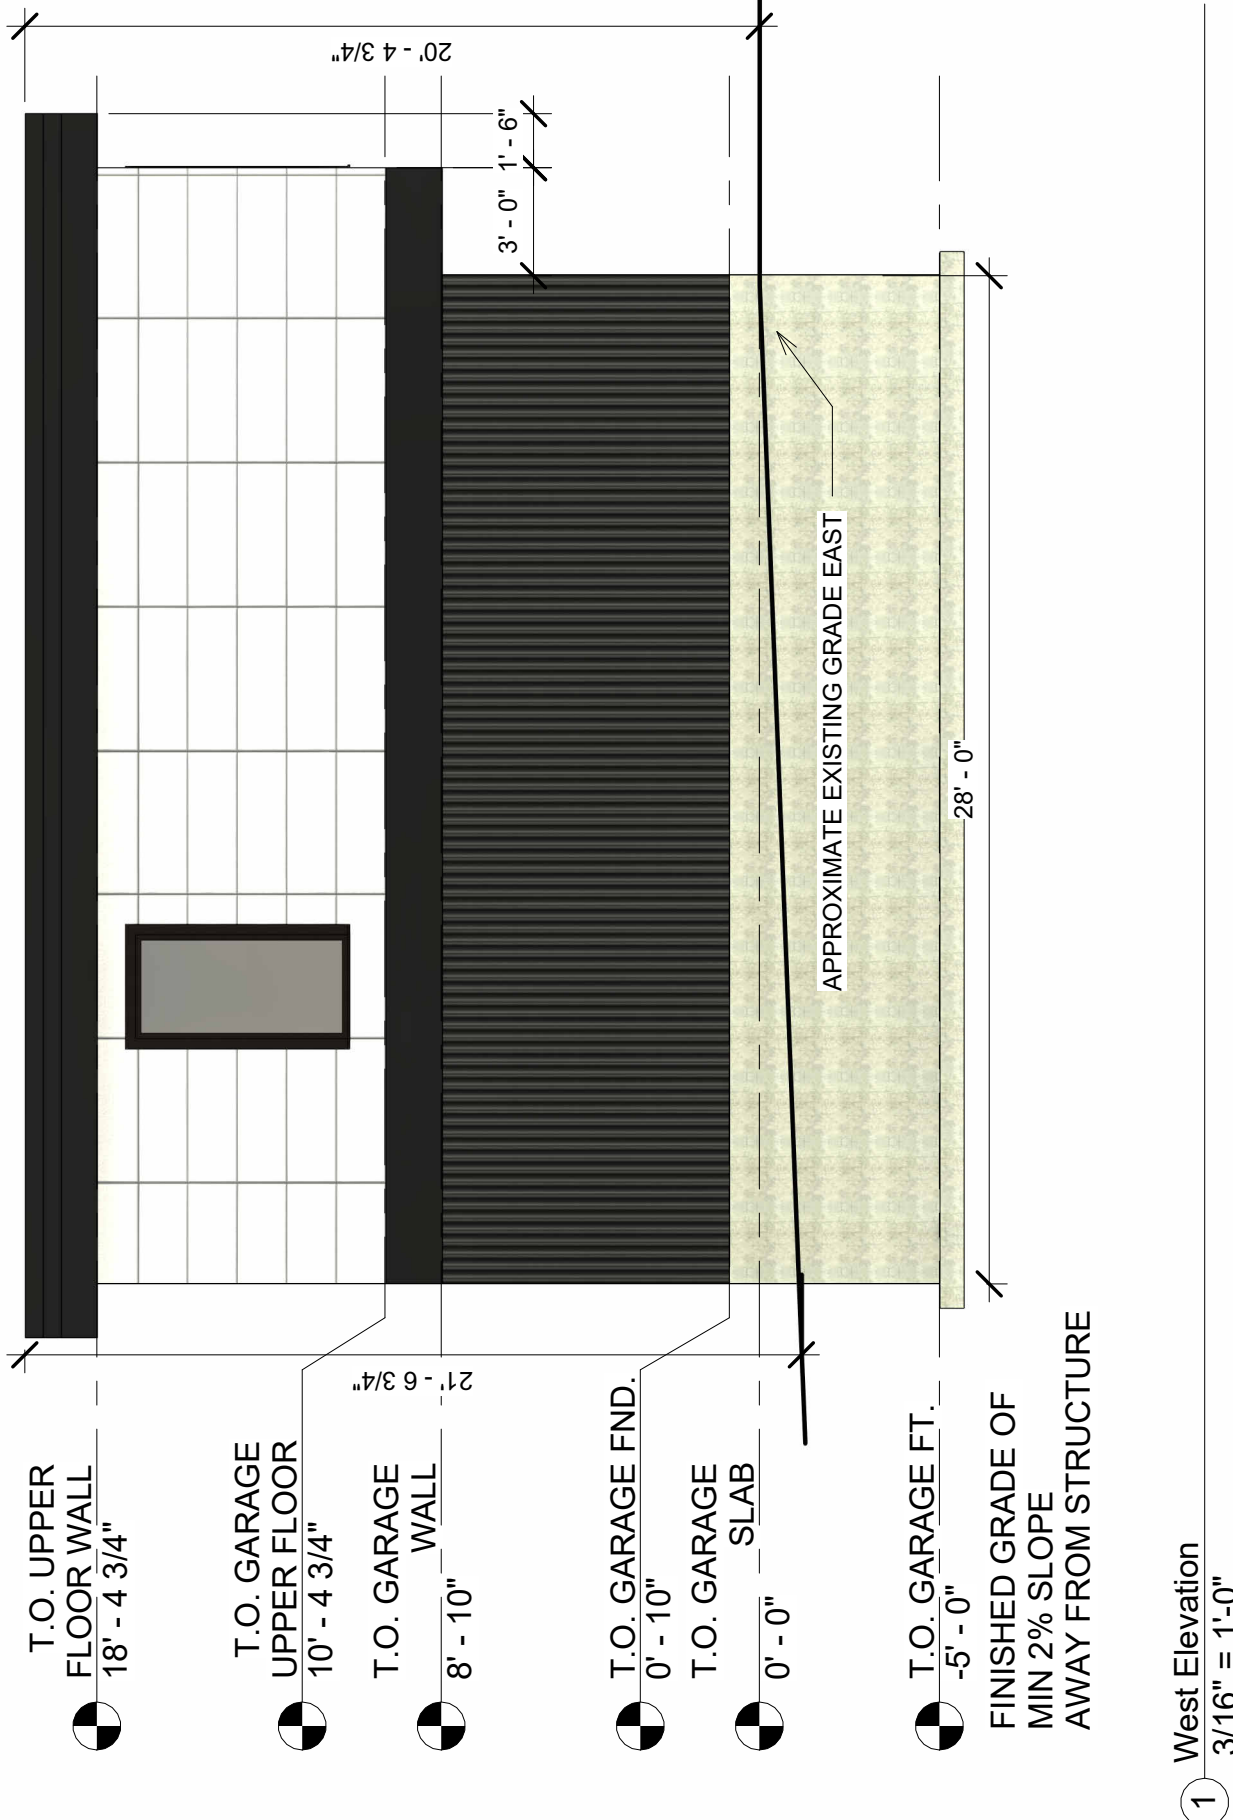 20' - 4 3/4"
1' - 6"
3' - 0"
APPROXIMATE EXISTING GRADE EAST
28' - 0"
21' - 6 3/4"
T.O. UPPER
FLOOR WALL
18' - 4 3/4"
T.O. GARAGE
UPPER FLOOR
10' - 4 3/4"
T.O. GARAGE
WALL
8' - 10"
T.O. GARAGE FND.
0' - 10"
T.O. GARAGE
SLAB
0' - 0"
T.O. GARAGE FT.
-5' - 0"
FINISHED GRADE OF
MIN 2% SLOPE
AWAY FROM STRUCTURE
1
West Elevation
3/16" = 1'-0"